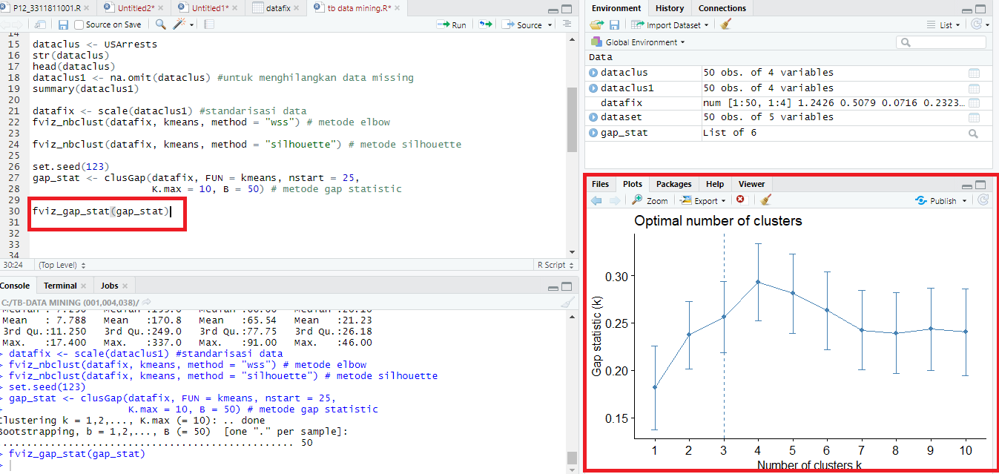 P12_3311811001.R
Untitled2*
Untitled1*
datafix
tb data mining.R*
Source on Save
Run
Source
14
15 dataclus <- USArrests
16 str(dataclus)
17 head(dataclus)
18 dataclus1 <- na.omit(dataclus) #untuk menghilangkan data missing
19 summary(dataclus1)
20
21 datafix <- scale(dataclus1) #standarisasi data
22 fviz_nbclust(datafix, kmeans, method = "wss") # metode elbow
23
24 fviz_nbclust(datafix, kmeans, method = "silhouette") # metode silhouette
25
26 set.seed(123)
27 gap_stat <- clusGap(datafix, FUN = kmeans, nstart = 25,
28 K.max = 10, B = 50) # metode gap statistic
29
30 fviz_gap_stat(gap_stat)
31
32
33
34
30:24 (Top Level) R Script
Console Terminal Jobs
C:/TB-DATA MINING (001,004,038)/
Mean : 7.788 Mean :170.8 Mean :65.54 Mean :21.23
3rd Qu.:11.250 3rd Qu.:249.0 3rd Qu.:77.75 3rd Qu.:26.18
Max. :17.400 Max. :337.0 Max. :91.00 Max. :46.00
> datafix <- scale(dataclus1) #standarisasi data
> fviz_nbclust(datafix, kmeans, method = "wss") # metode elbow
> fviz_nbclust(datafix, kmeans, method = "silhouette") # metode silhouette
> set.seed(123)
> gap_stat <- clusGap(datafix, FUN = kmeans, nstart = 25,
+ K.max = 10, B = 50) # metode gap statistic
Clustering k = 1,2,..., K.max (= 10): .. done
Bootstrapping, b = 1,2,..., B (= 50) [one "." per sample]:
.................................................. 50
> fviz_gap_stat(gap_stat)
>
Environment History Connections
Import Dataset
List
Global Environment
Data
dataclus 50 obs. of 4 variables
dataclus1 50 obs. of 4 variables
datafix num [1:50, 1:4] 1.2426 0.5079 0.0716 0.2323…
dataset 50 obs. of 5 variables
gap_stat List of 6
Files Plots Packages Help Viewer
Zoom Export Publish
Optimal number of clusters
Gap statistic (k)
0.30
0.25
0.20
0.15
1 2 3 4 5 6 7 8 9 10
Number of clusters k